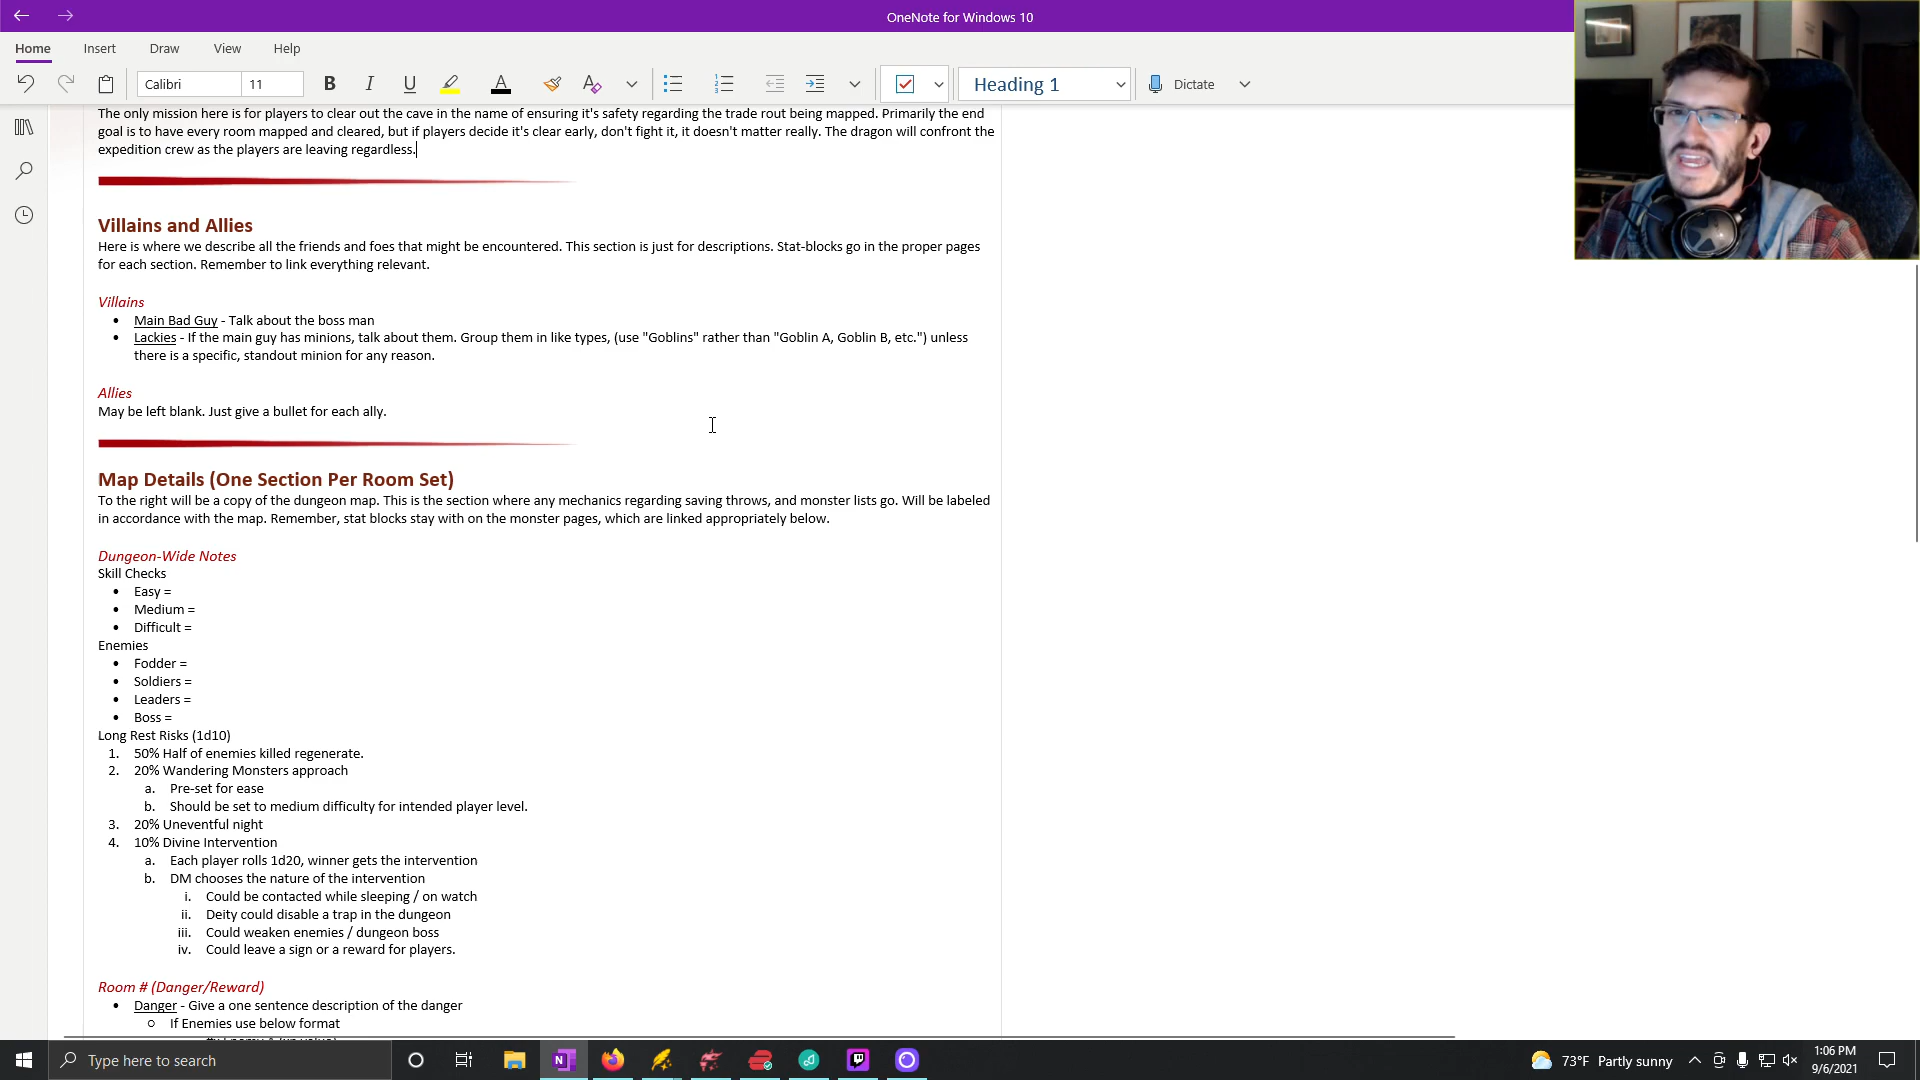 OneNote for Windows 10
Home Insert Draw View Help
Calibri 11 B I U A A Heading 1 Dictate
The only mission here is for players to clear out the cave in the name of ensuring it's safety regarding the trade rout being mapped. Primarily the end
goal is to have every room mapped and cleared, but if players decide it's clear early, don't fight it, it doesn't matter really. The dragon will confront the
expedition crew as the players are leaving regardless.
Villains and Allies
Here is where we describe all the friends and foes that might be encountered. This section is just for descriptions. Stat-blocks go in the proper pages
for each section. Remember to link everything relevant.
Villains
• Main Bad Guy - Talk about the boss man
• Lackies - If the main guy has minions, talk about them. Group them in like types, (use "Goblins" rather than "Goblin A, Goblin B, etc.") unless
there is a specific, standout minion for any reason.
Allies
May be left blank. Just give a bullet for each ally.
Map Details (One Section Per Room Set)
To the right will be a copy of the dungeon map. This is the section where any mechanics regarding saving throws, and monster lists go. Will be labeled
in accordance with the map. Remember, stat blocks stay with on the monster pages, which are linked appropriately below.
Dungeon-Wide Notes
Skill Checks
• Easy =
• Medium =
• Difficult =
Enemies
• Fodder =
• Soldiers =
• Leaders =
• Boss =
Long Rest Risks (1d10)
1. 50% Half of enemies killed regenerate.
2. 20% Wandering Monsters approach
a. Pre-set for ease
b. Should be set to medium difficulty for intended player level.
3. 20% Uneventful night
4. 10% Divine Intervention
a. Each player rolls 1d20, winner gets the intervention
b. DM chooses the nature of the intervention
i. Could be contacted while sleeping / on watch
ii. Deity could disable a trap in the dungeon
iii. Could weaken enemies / dungeon boss
iv. Could leave a sign or a reward for players.
Room # (Danger/Reward)
• Danger - Give a one sentence description of the danger
○ If Enemies use below format
Type here to search
73°F Partly sunny
1:06 PM
9/6/2021